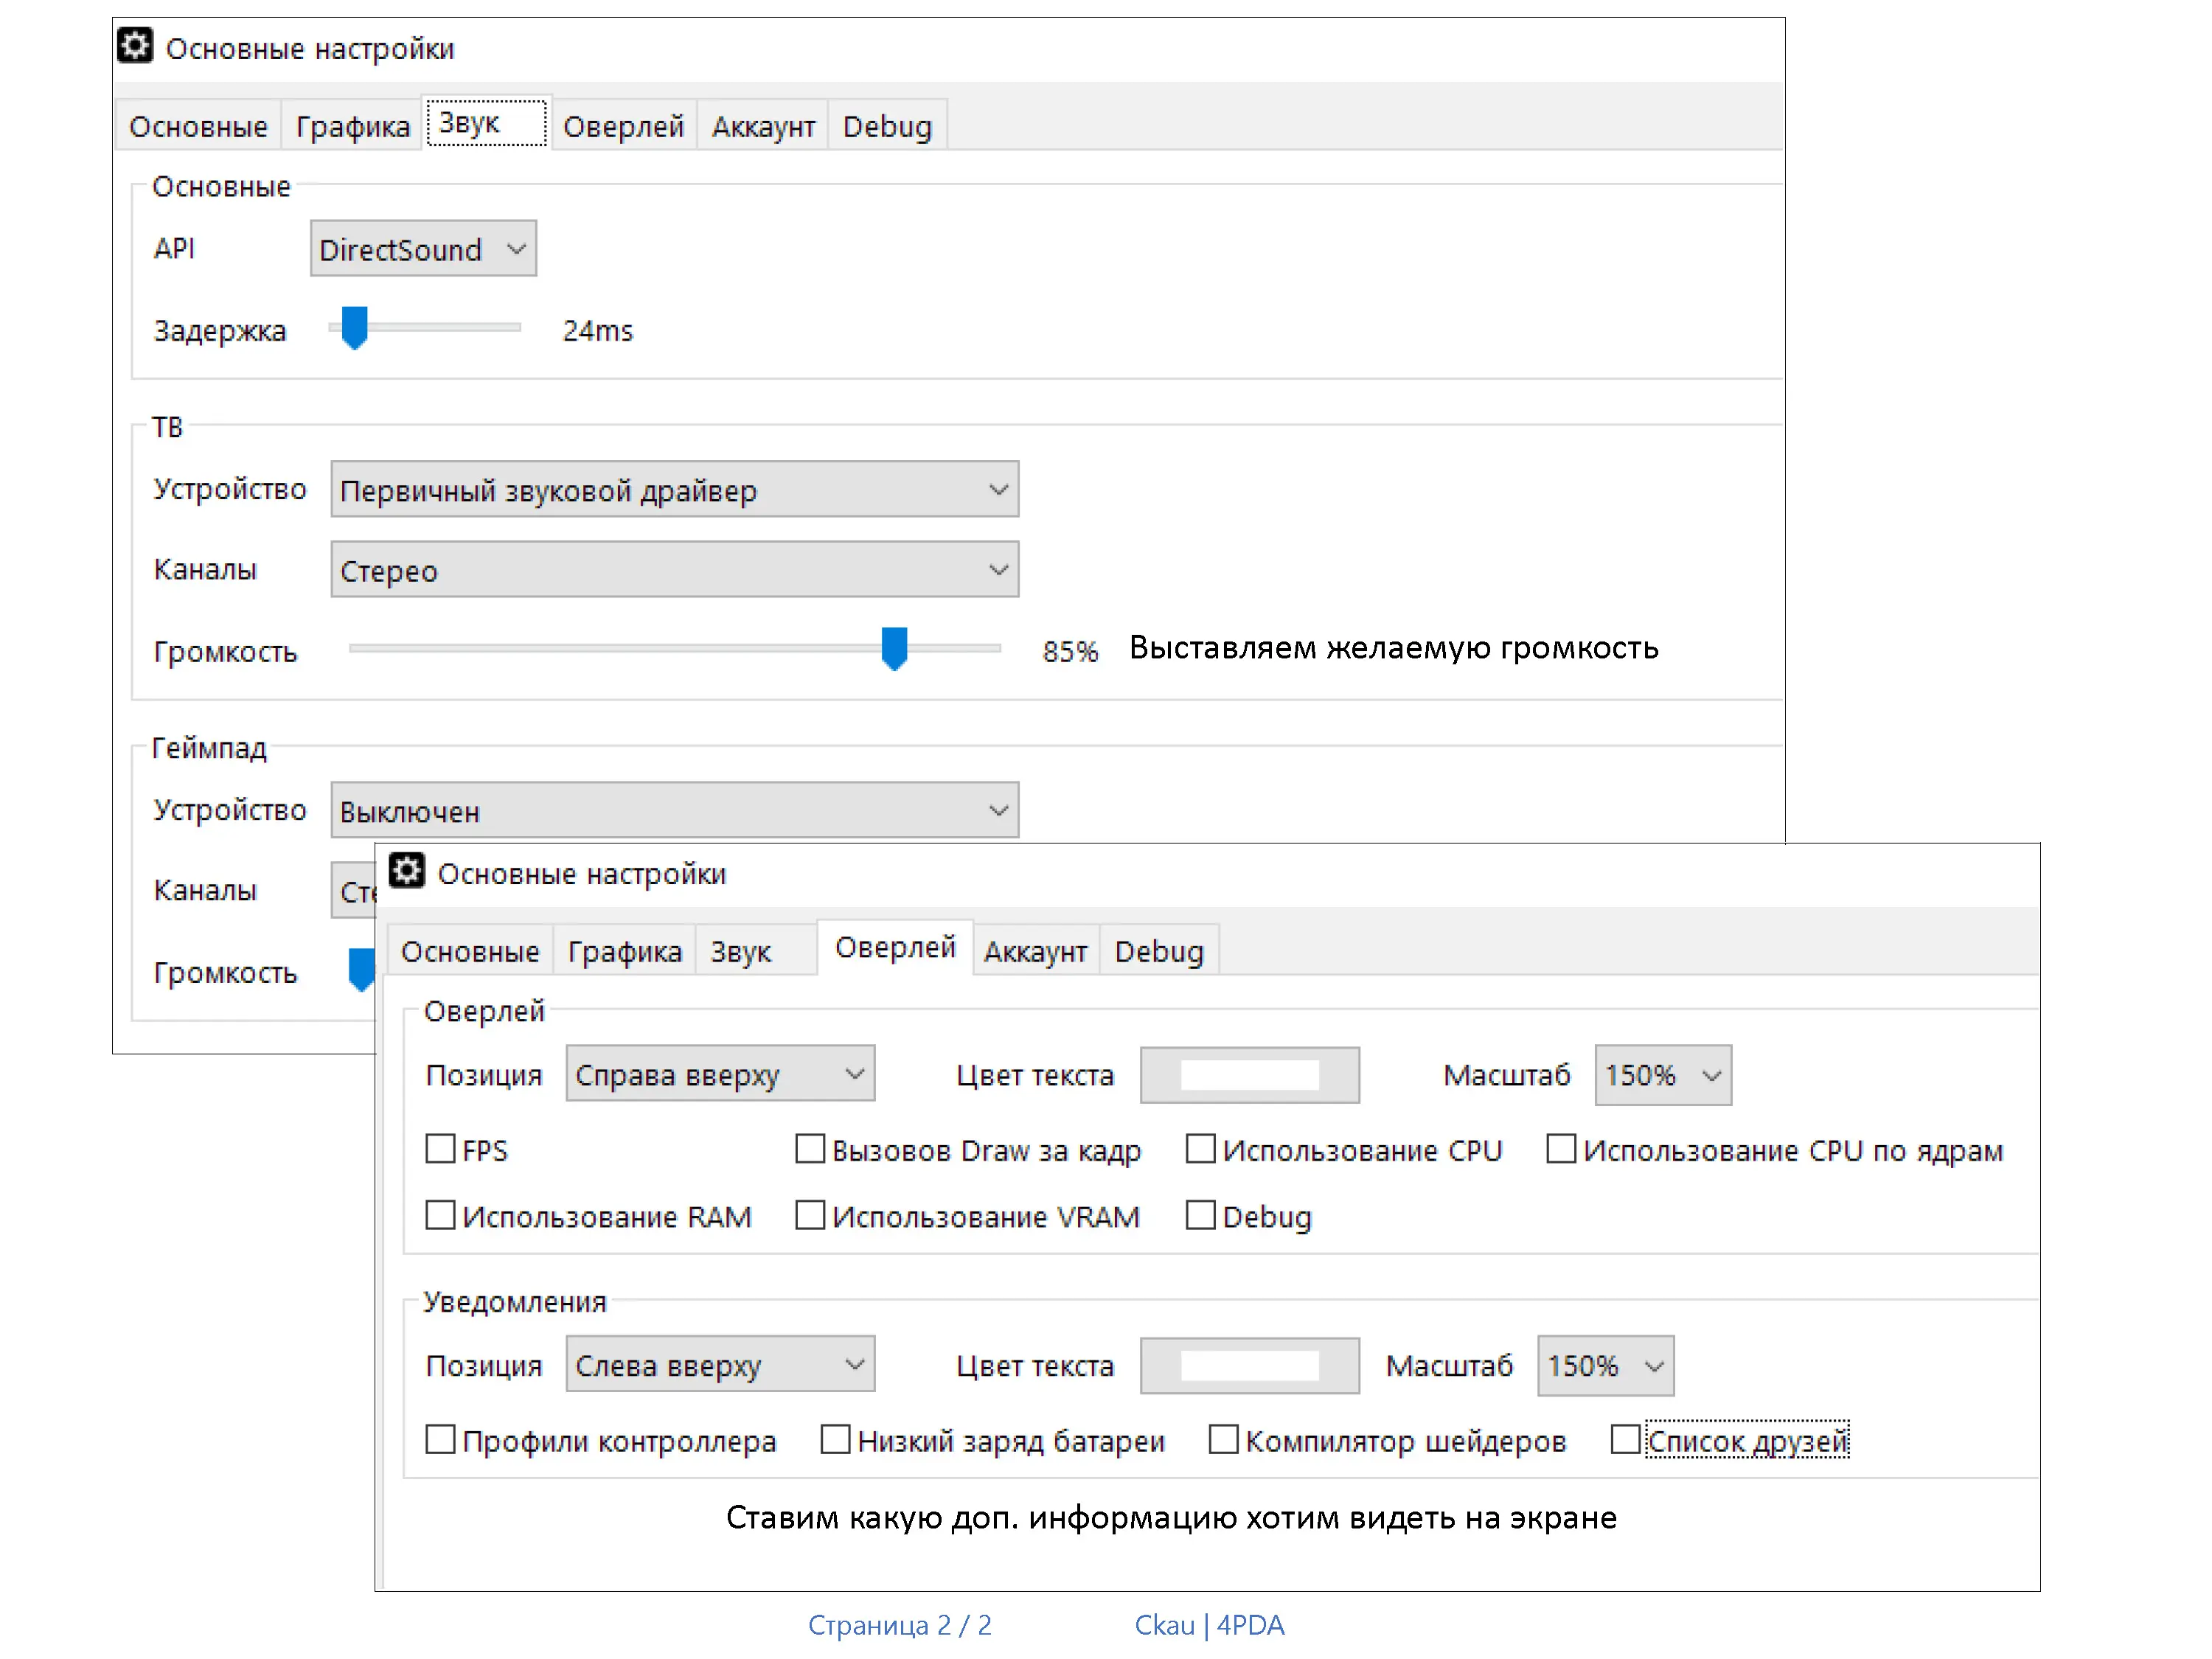 Основные настройки
Основные Графика Звук Оверлей Аккаунт Debug
Основные
API DirectSound
Задержка 24ms
ТВ
Устройство Первичный звуковой драйвер
Каналы Стерео
Громкость 85% Выставляем желаемую громкость
Геймпад
Устройство Выключен
Каналы Сте
Громкость
Основные настройки
Основные Графика Звук Оверлей Аккаунт Debug
Оверлей
Позиция Справа вверху Цвет текста Масштаб 150%
FPS Вызовов Draw за кадр Использование CPU Использование CPU по ядрам
Использование RAM Использование VRAM Debug
Уведомления
Позиция Слева вверху Цвет текста Масштаб 150%
Профили контроллера Низкий заряд батареи Компилятор шейдеров Список друзей
Ставим какую доп. информацию хотим видеть на экране
Страница 2 / 2 Ckau | 4PDA